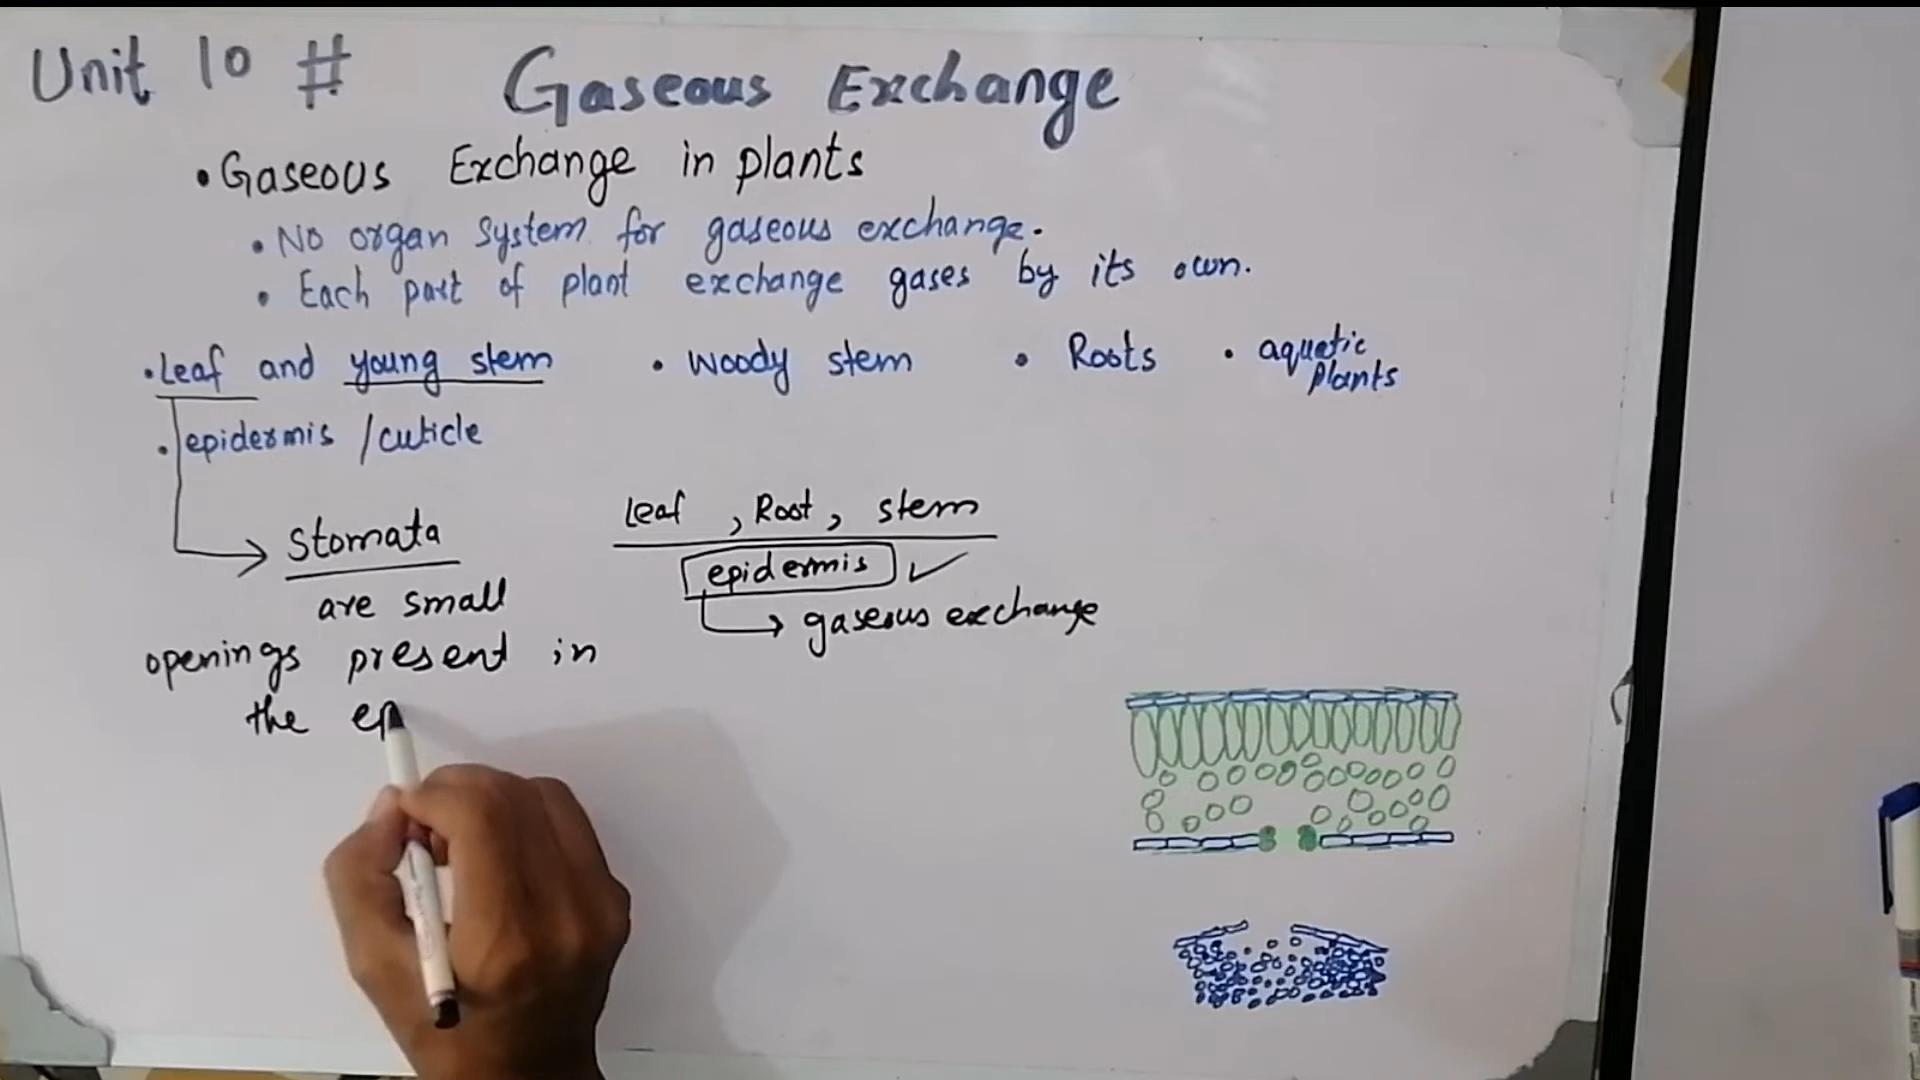 Unit 10 # Gaseous Exchange
• Gaseous Exchange in plants
• No organ system for gaseous exchange.
• Each part of plant exchange gases by its own.
• Leaf and young stem • Woody stem • Roots • aquatic plants
• epidermis / cuticle
Leaf, Root, stem
epidermis ✓
→ gaseous exchange
→ Stomata
are small
openings present in
the ep